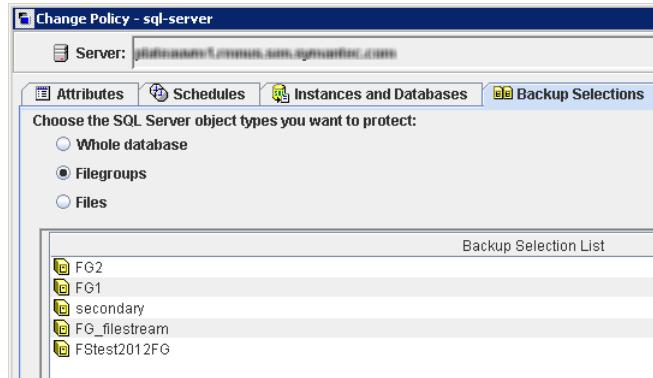 Change Policy - sql-server
Server:
Attributes Schedules Instances and Databases Backup Selections
Choose the SQL Server object types you want to protect:
Whole database
Filegroups
Files
Backup Selection List
FG2
FG1
secondary
FG_filestream
FStest2012FG